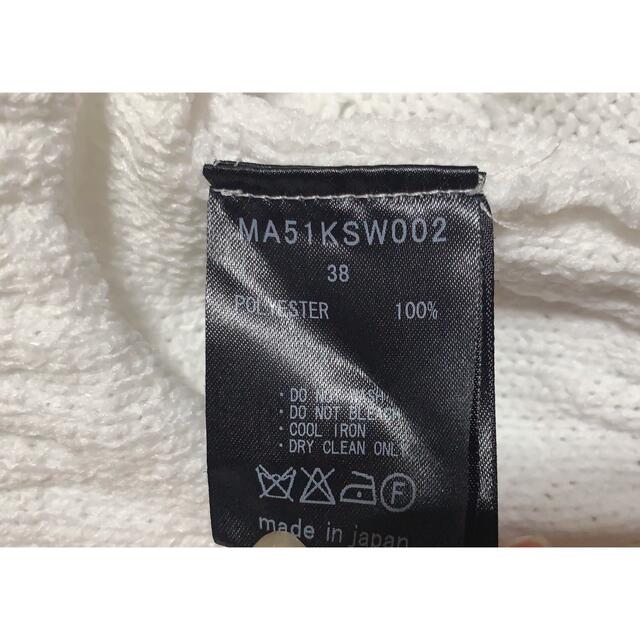 MA51KSW002
38
POLYESTER 100%
・DO NOT WASH
・DO NOT BLEACH
・COOL IRON
・DRY CLEAN ONLY
F
made in japan